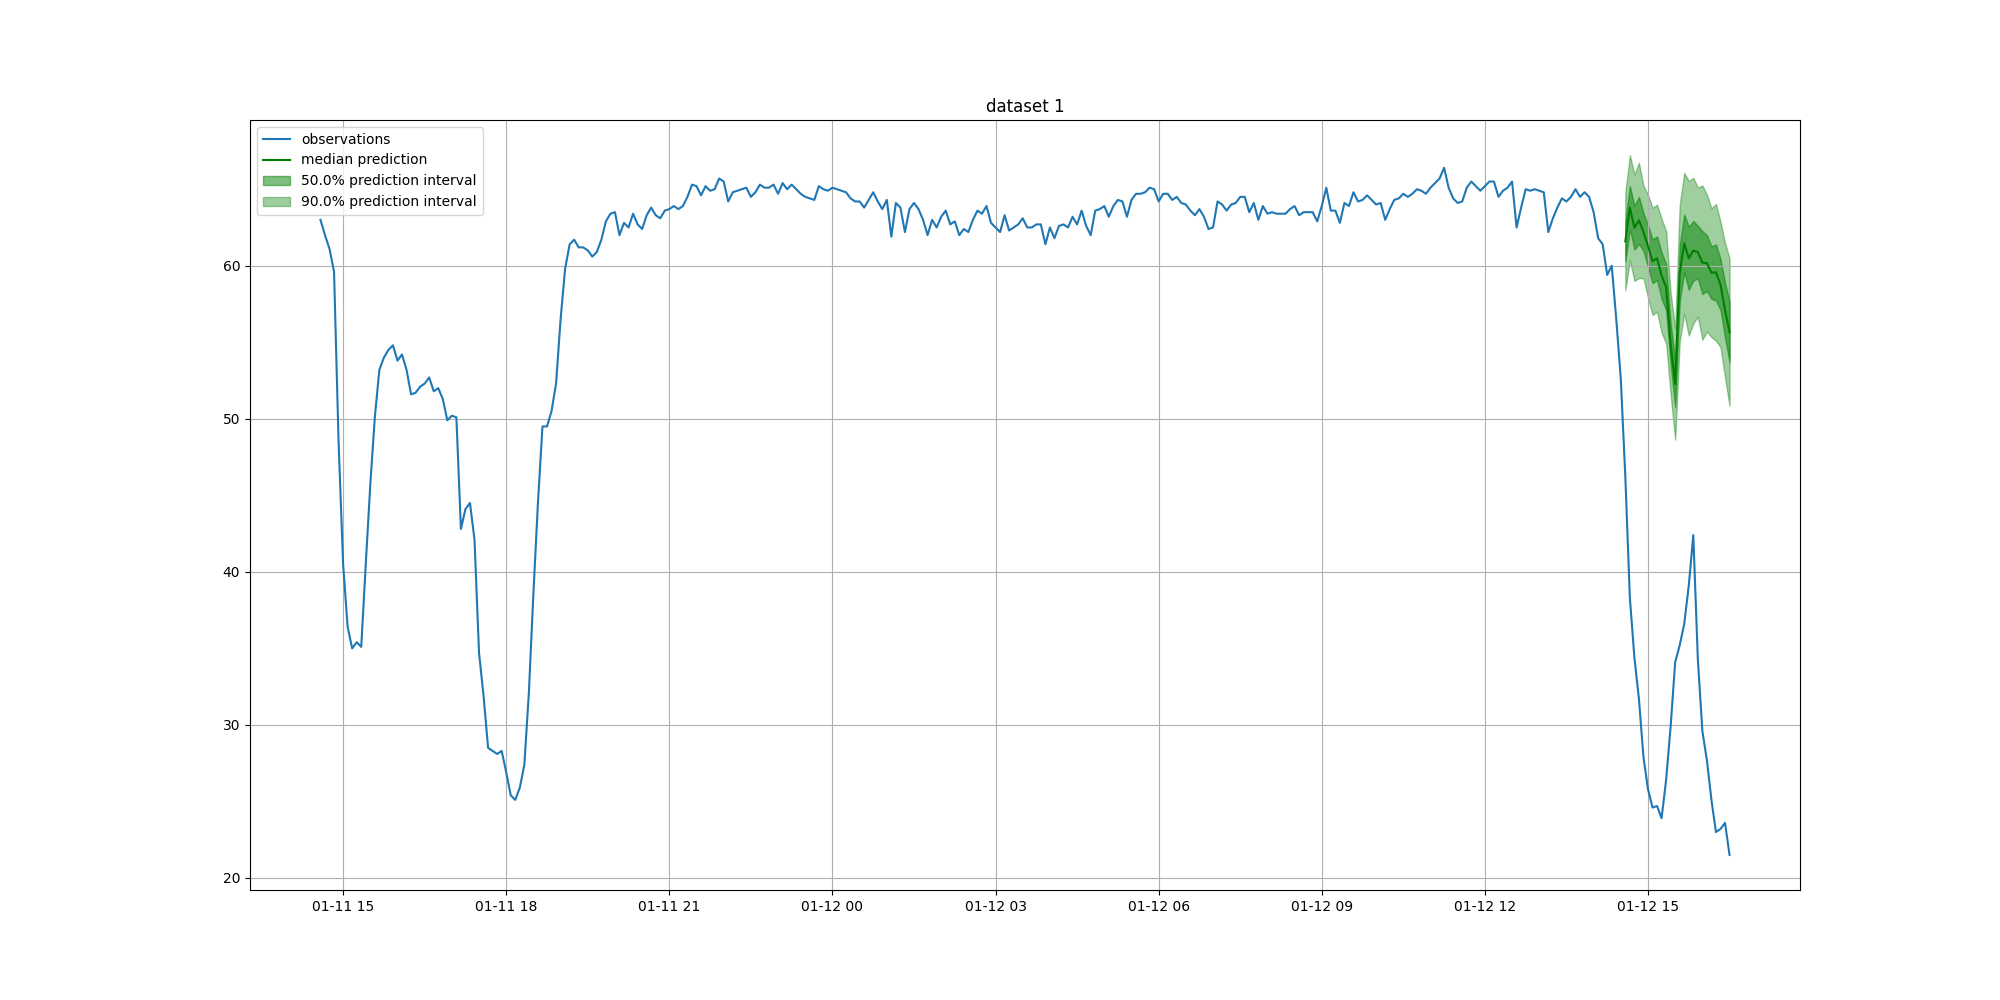 dataset 1
observations
median prediction
50.0% prediction interval
90.0% prediction interval
60
50
40
30
20
01-11 15
01-11 18
01-11 21
01-12 00
01-12 03
01-12 06
01-12 09
01-12 12
01-12 15